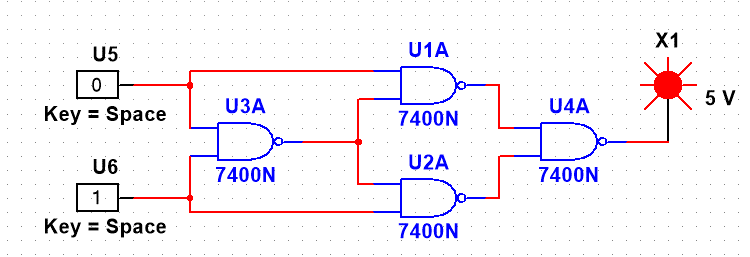 U5
0
Key = Space
U6
1
Key = Space
U3A
7400N
U1A
7400N
U2A
7400N
U4A
7400N
X1
5 V